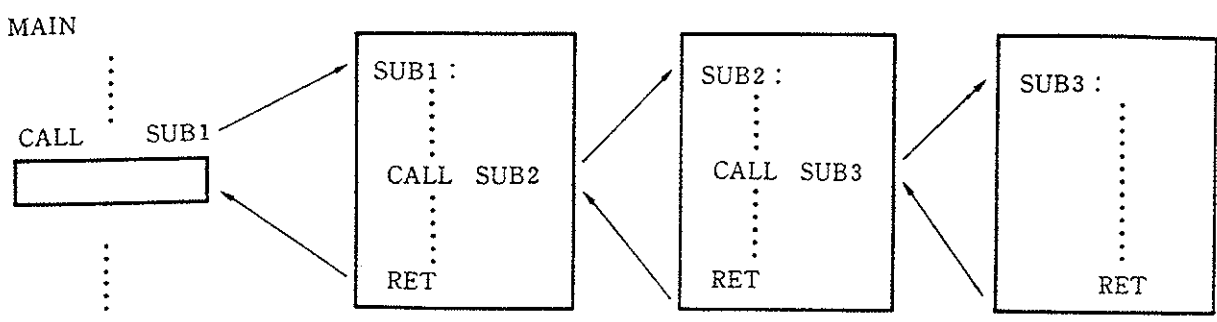 MAIN
CALL SUB1
SUB1 :
CALL SUB2
RET
SUB2 :
CALL SUB3
RET
SUB3 :
RET